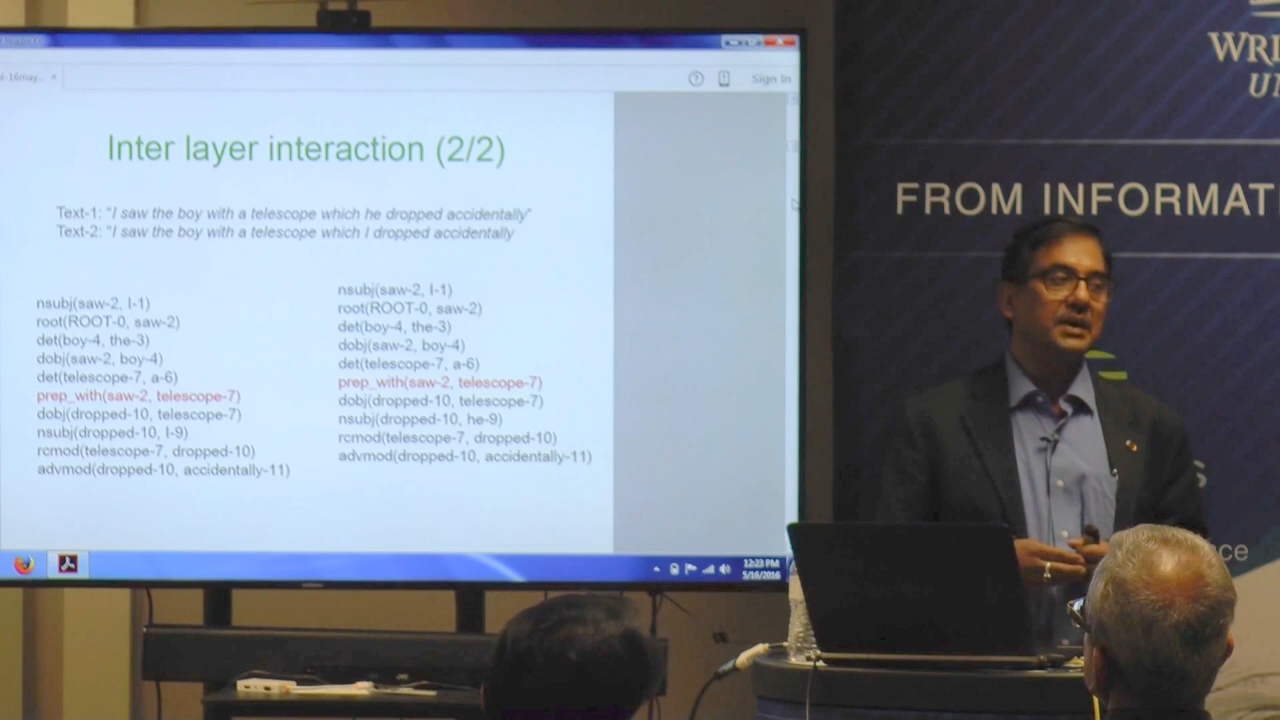 d-16may...
Sign In
Inter layer interaction (2/2)
Text-1: "I saw the boy with a telescope which he dropped accidentally"
Text-2: "I saw the boy with a telescope which I dropped accidentally
nsubj(saw-2, I-1)
root(ROOT-0, saw-2)
det(boy-4, the-3)
dobj(saw-2, boy-4)
det(telescope-7, a-6)
prep_with(saw-2, telescope-7)
dobj(dropped-10, telescope-7)
nsubj(dropped-10, I-9)
rcmod(telescope-7, dropped-10)
advmod(dropped-10, accidentally-11)
nsubj(saw-2, I-1)
root(ROOT-0, saw-2)
det(boy-4, the-3)
dobj(saw-2, boy-4)
det(telescope-7, a-6)
prep_with(saw-2, telescope-7)
dobj(dropped-10, telescope-7)
nsubj(dropped-10, he-9)
rcmod(telescope-7, dropped-10)
advmod(dropped-10, accidentally-11)
12:23 PM
5/16/2016
WRI
UN
FROM INFORMAT
s
ce